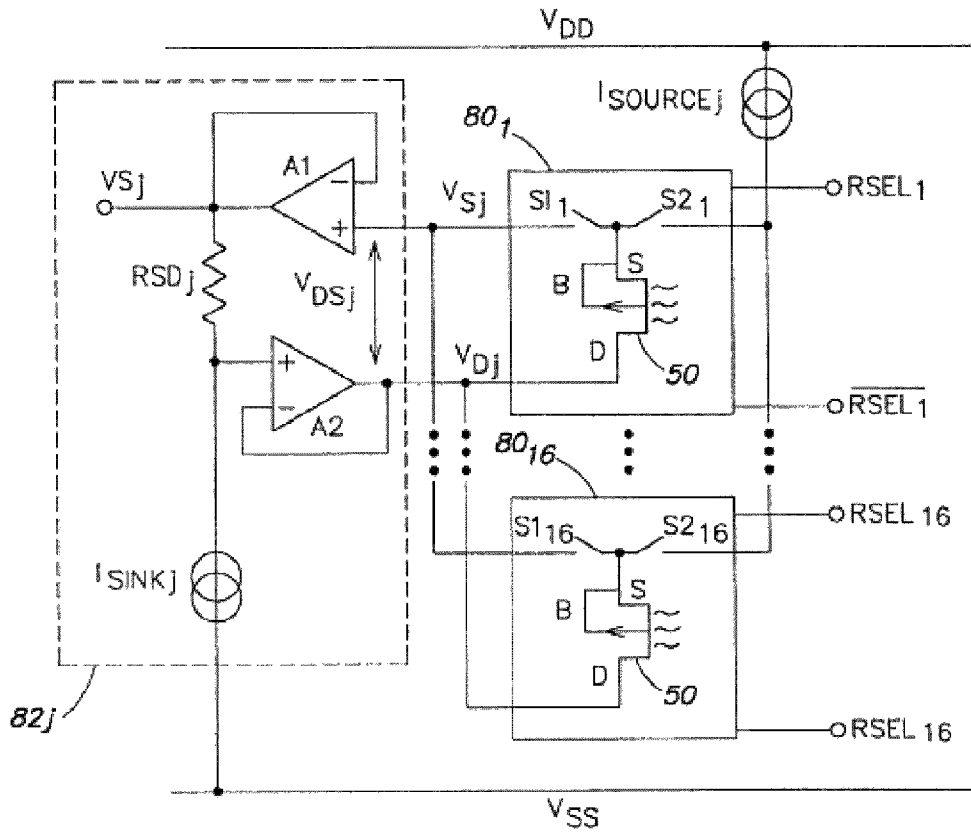 VDD
ISOURCEj
801
RSEL1
A1
−
+
VSj
VSj
S11
S21
RSDj
VDSj
S
B
D
50
VDj
+
−
A2
RSEL1
8016
RSEL16
S116
S216
ISINKj
S
B
D
50
82j
RSEL16
VSS